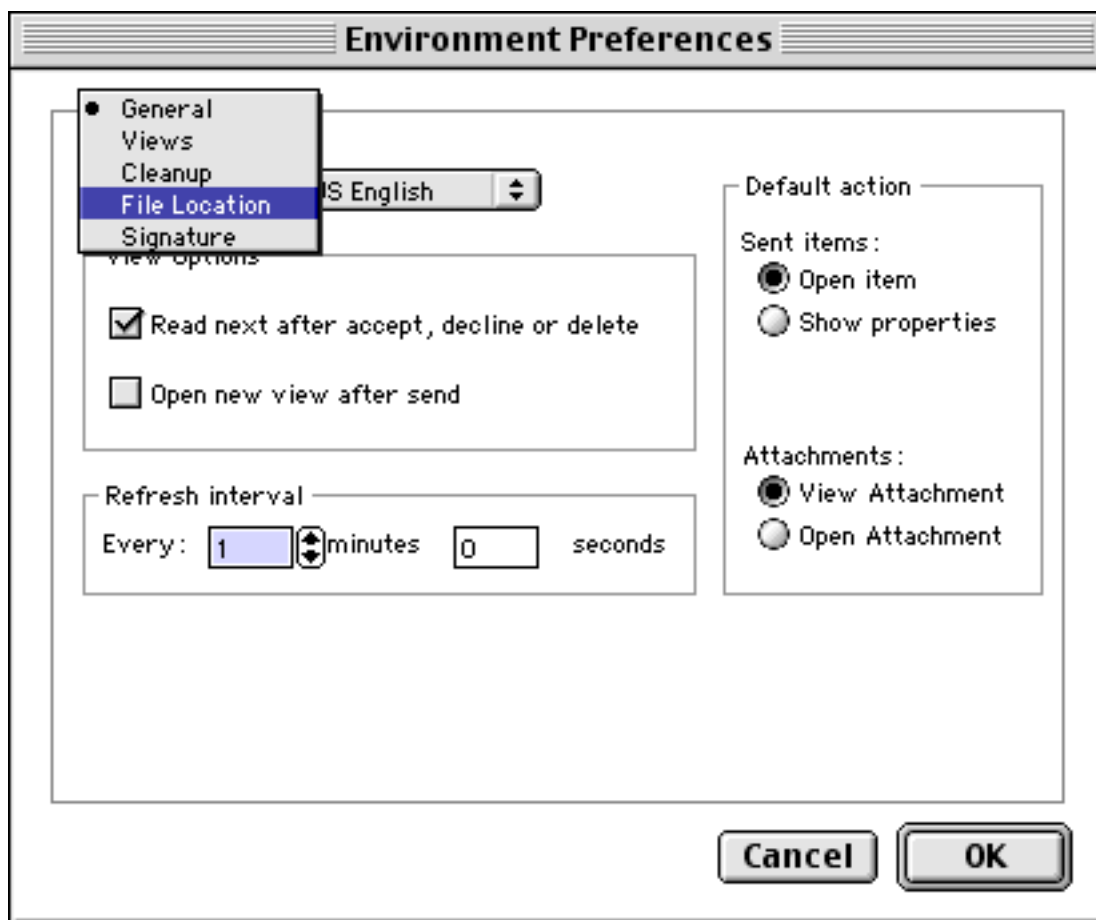 Environment Preferences
General
Views
Cleanup
File Location
Signature
US English
View Options
Read next after accept, decline or delete
Open new view after send
Refresh interval
Every: 1 minutes 0 seconds
Default action
Sent items:
Open item
Show properties
Attachments:
View Attachment
Open Attachment
Cancel OK